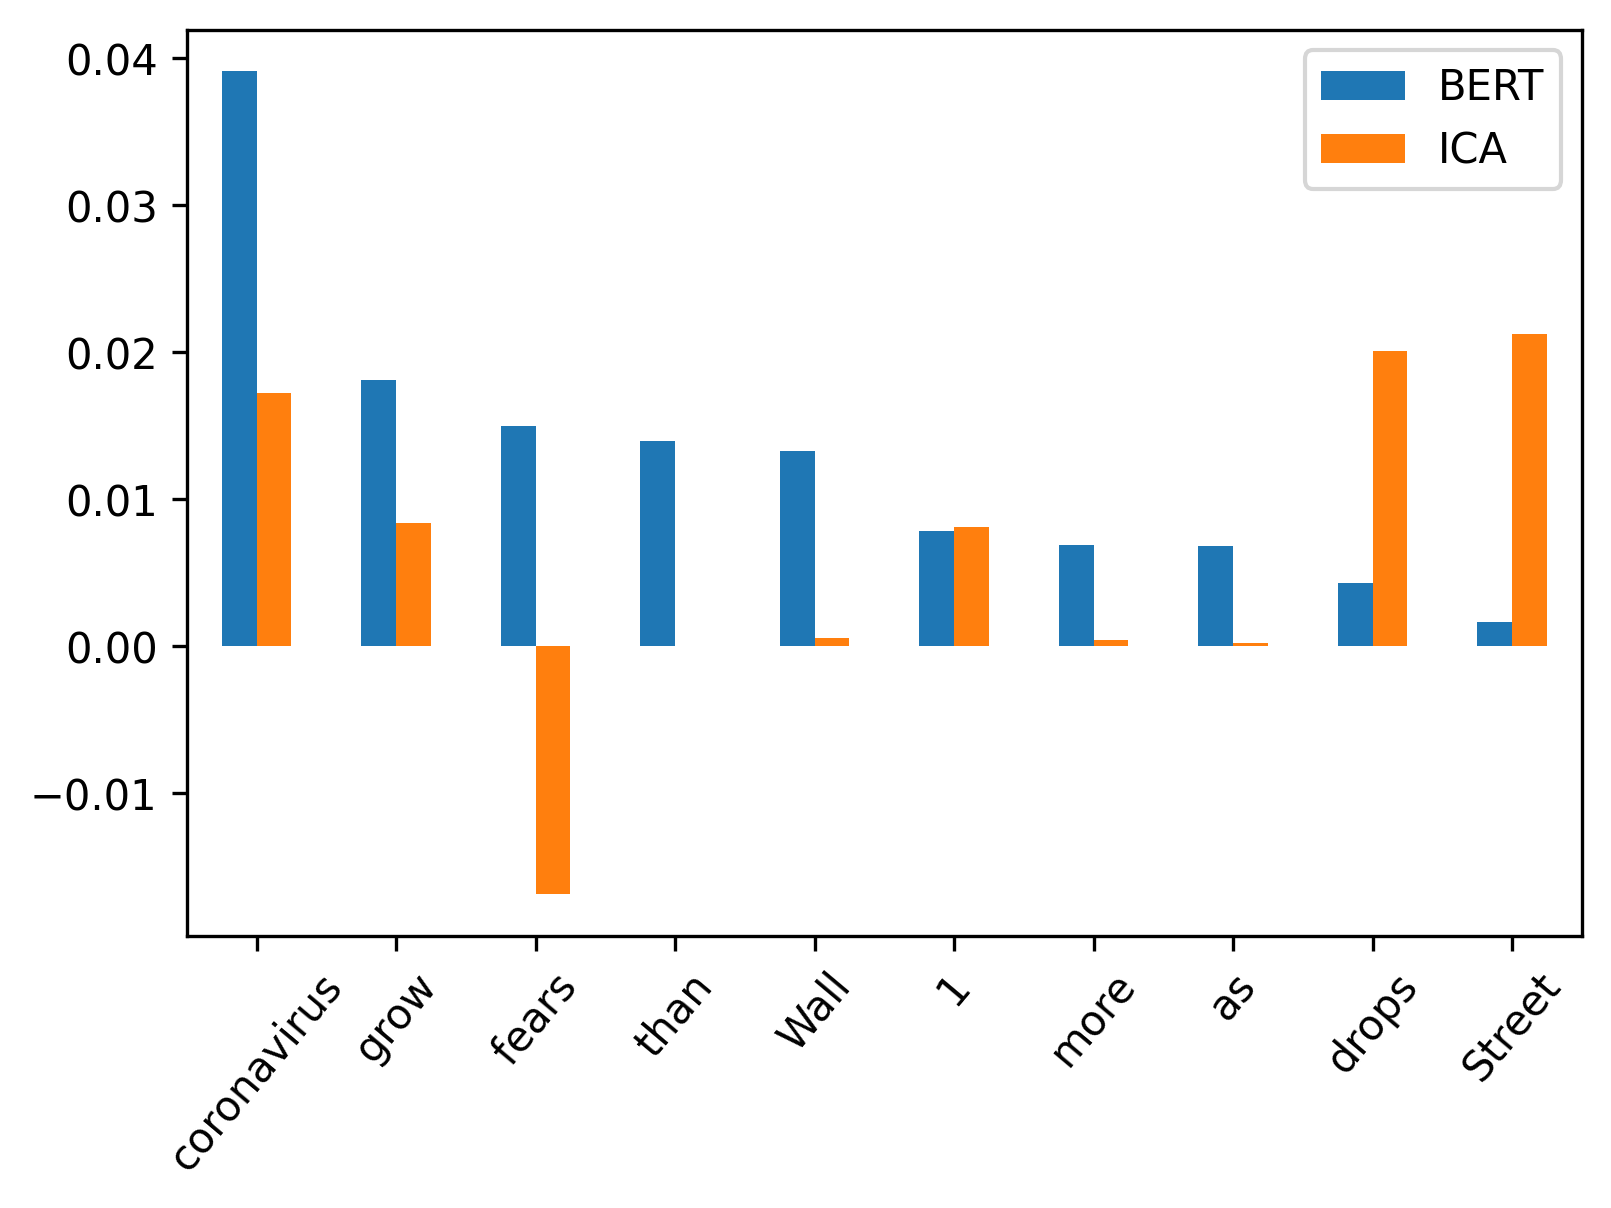 0.04
0.03
0.02
0.01
0.00
−0.01
BERT
ICA
coronavirus
grow
fears
than
Wall
1
more
as
drops
Street